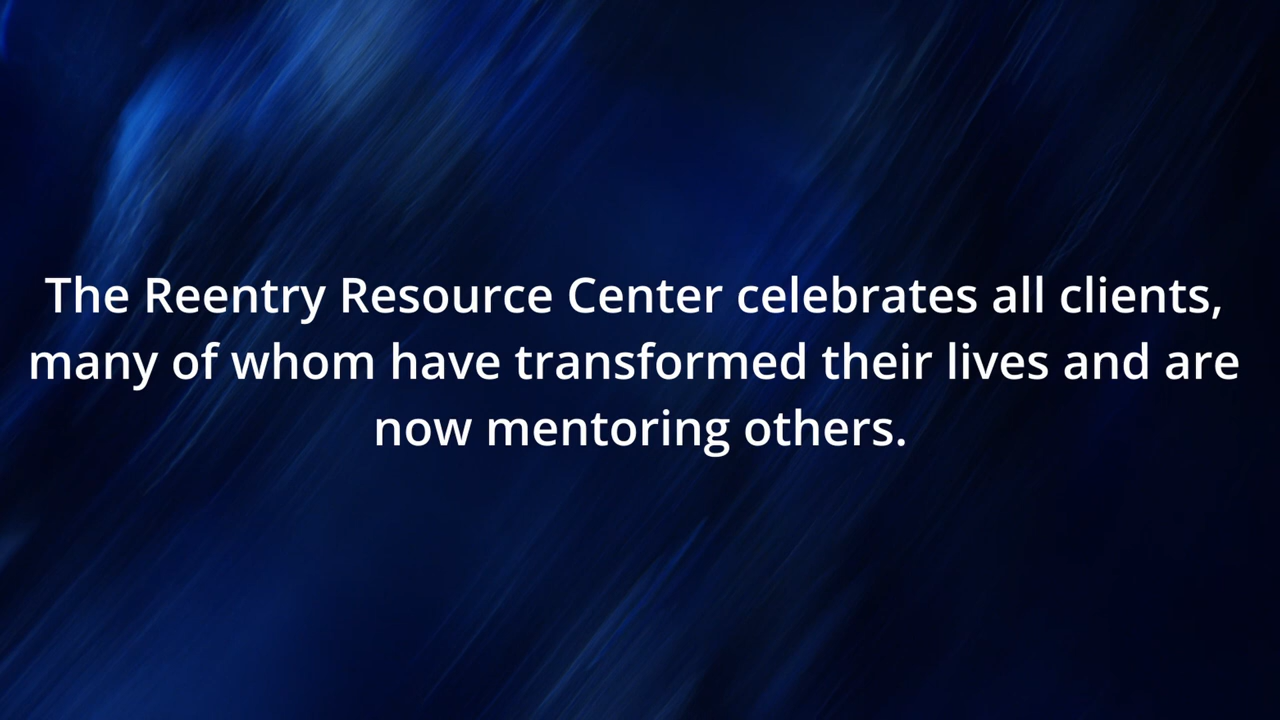 The Reentry Resource Center celebrates all clients,
many of whom have transformed their lives and are
now mentoring others.